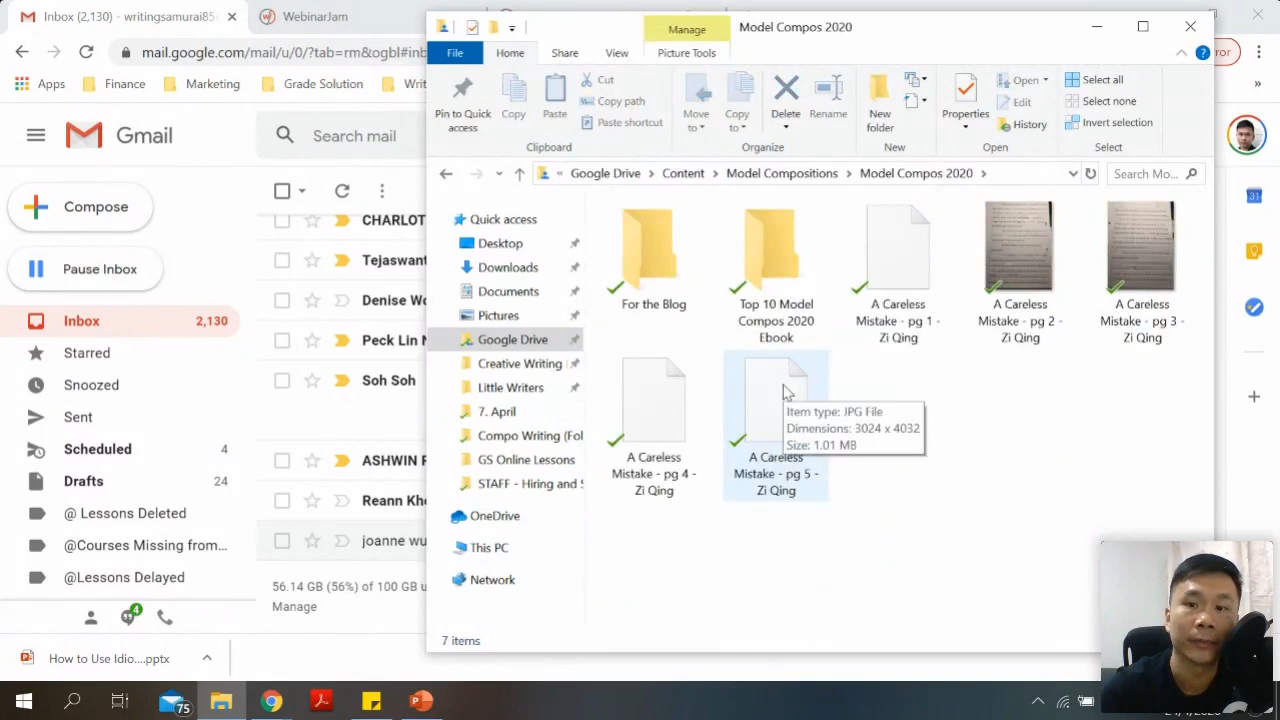 Inbox (2,130) - writingsamurai85
WebinarJam
mail.google.com/mail/u/0/?tab=rm&ogbl#inb
Apps
Finance
Marketing
Grade Solution
Writ
Gmail
Search mail
Compose
Pause Inbox
Inbox 2,130
Starred
Snoozed
Sent
Scheduled 4
Drafts 24
@ Lessons Deleted
@Courses Missing from...
@Lessons Delayed
4
CHARLOT
Tejaswant
Denise Wo
Peck Lin N
Soh Soh
ASHWIN R
Reann Kho
joanne wu
56.14 GB (56%) of 100 GB u
Manage
How to Use Idio....pptx
75
Manage
Model Compos 2020
File
Home
Share
View
Picture Tools
Pin to Quick access
Copy
Paste
Cut
Copy path
Paste shortcut
Clipboard
Move to
Copy to
Delete
Rename
Organize
New folder
New
Properties
Open
Edit
History
Open
Select all
Select none
Invert selection
Select
« Google Drive > Content > Model Compositions > Model Compos 2020 >
Search Mo...
Quick access
Desktop
Downloads
Documents
Pictures
Google Drive
Creative Writing
Little Writers
7. April
Compo Writing (Fol
GS Online Lessons
STAFF - Hiring and S
OneDrive
This PC
Network
7 items
For the Blog
Top 10 Model
Compos 2020
Ebook
A Careless
Mistake - pg 1 -
Zi Qing
A Careless
Mistake - pg 2 -
Zi Qing
A Careless
Mistake - pg 3 -
Zi Qing
A Careless
Mistake - pg 4 -
Zi Qing
A Careless
Mistake - pg 5 -
Zi Qing
Item type: JPG File
Dimensions: 3024 x 4032
Size: 1.01 MB
ror
31